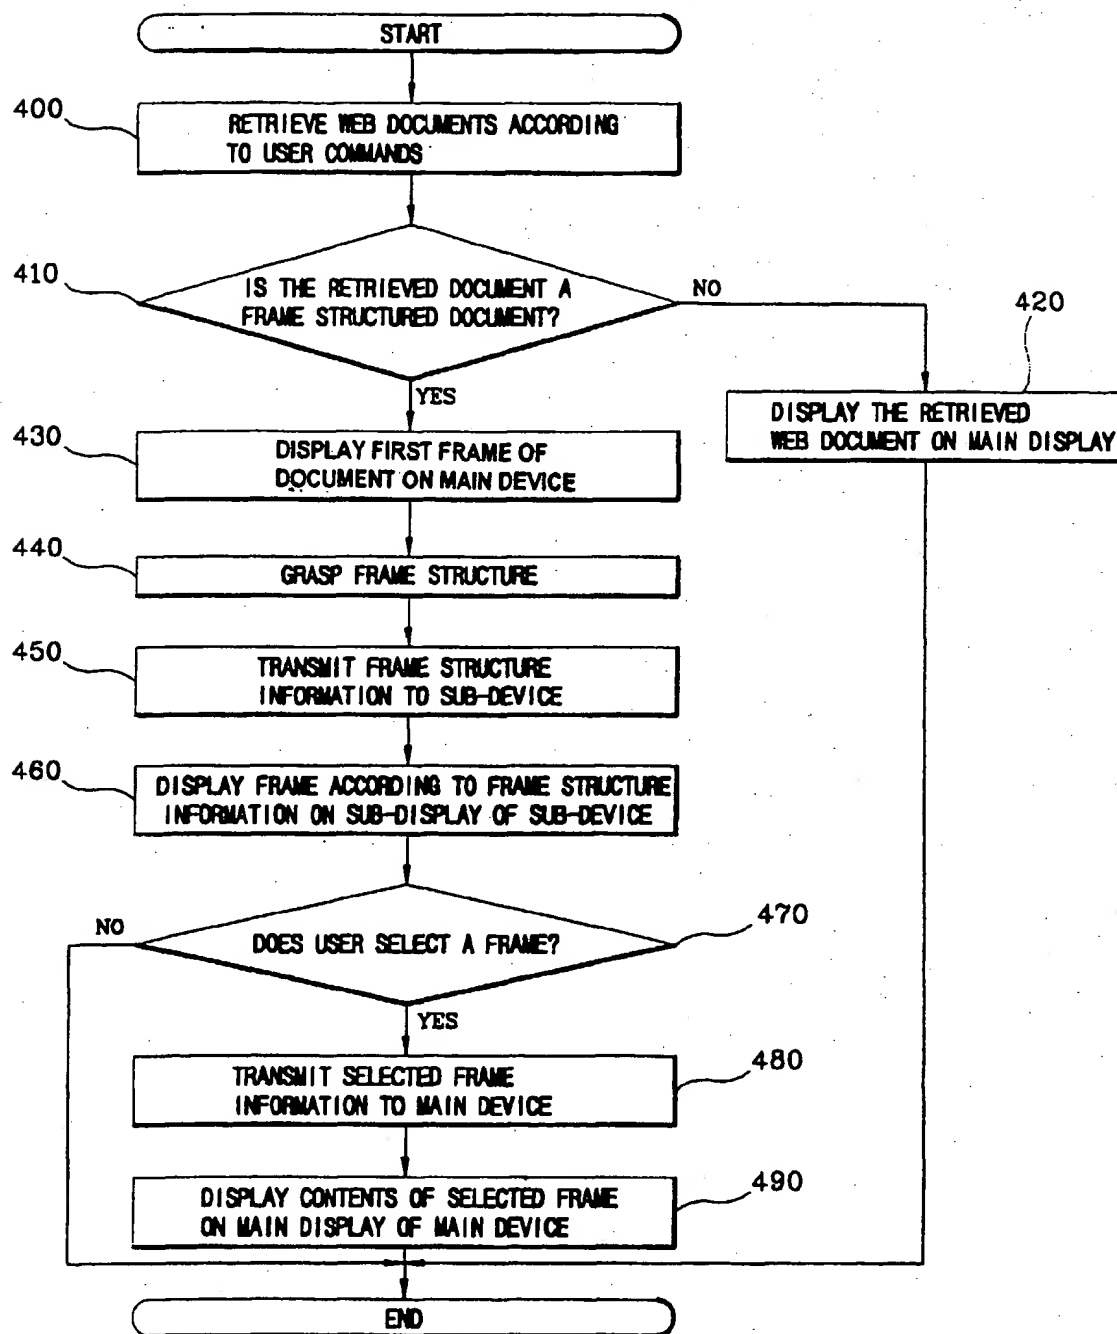 START
400
RETRIEVE WEB DOCUMENTS ACCORDING
TO USER COMMANDS
410
IS THE RETRIEVED DOCUMENT A
FRAME STRUCTURED DOCUMENT?
NO
420
YES
DISPLAY THE RETRIEVED
WEB DOCUMENT ON MAIN DISPLAY
430
DISPLAY FIRST FRAME OF
DOCUMENT ON MAIN DEVICE
440
GRASP FRAME STRUCTURE
450
TRANSMIT FRAME STRUCTURE
INFORMATION TO SUB-DEVICE
460
DISPLAY FRAME ACCORDING TO FRAME STRUCTURE
INFORMATION ON SUB-DISPLAY OF SUB-DEVICE
470
NO
DOES USER SELECT A FRAME?
YES
480
TRANSMIT SELECTED FRAME
INFORMATION TO MAIN DEVICE
490
DISPLAY CONTENTS OF SELECTED FRAME
ON MAIN DISPLAY OF MAIN DEVICE
END